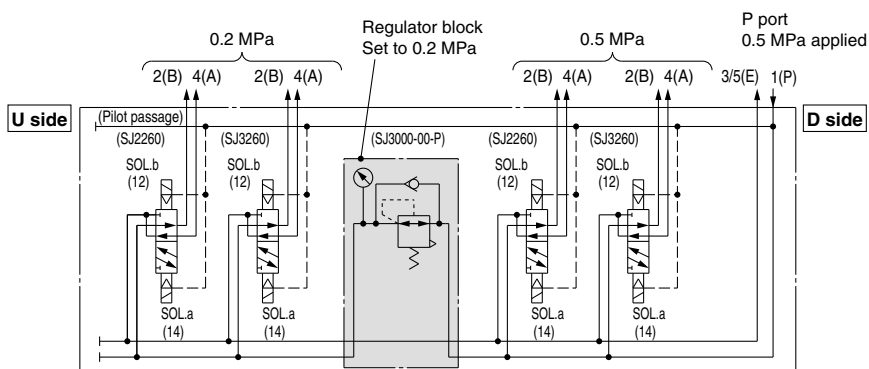 Regulator block
Set to 0.2 MPa
P port
0.5 MPa applied
0.2 MPa
0.5 MPa
2(B) 4(A)
2(B) 4(A)
2(B) 4(A)
2(B) 4(A)
3/5(E)
1(P)
U side
D side
(Pilot passage)
(SJ2260)
(SJ3260)
(SJ3000-00-P)
(SJ2260)
(SJ3260)
SOL.b
(12)
SOL.b
(12)
SOL.b
(12)
SOL.b
(12)
SOL.a
(14)
SOL.a
(14)
SOL.a
(14)
SOL.a
(14)